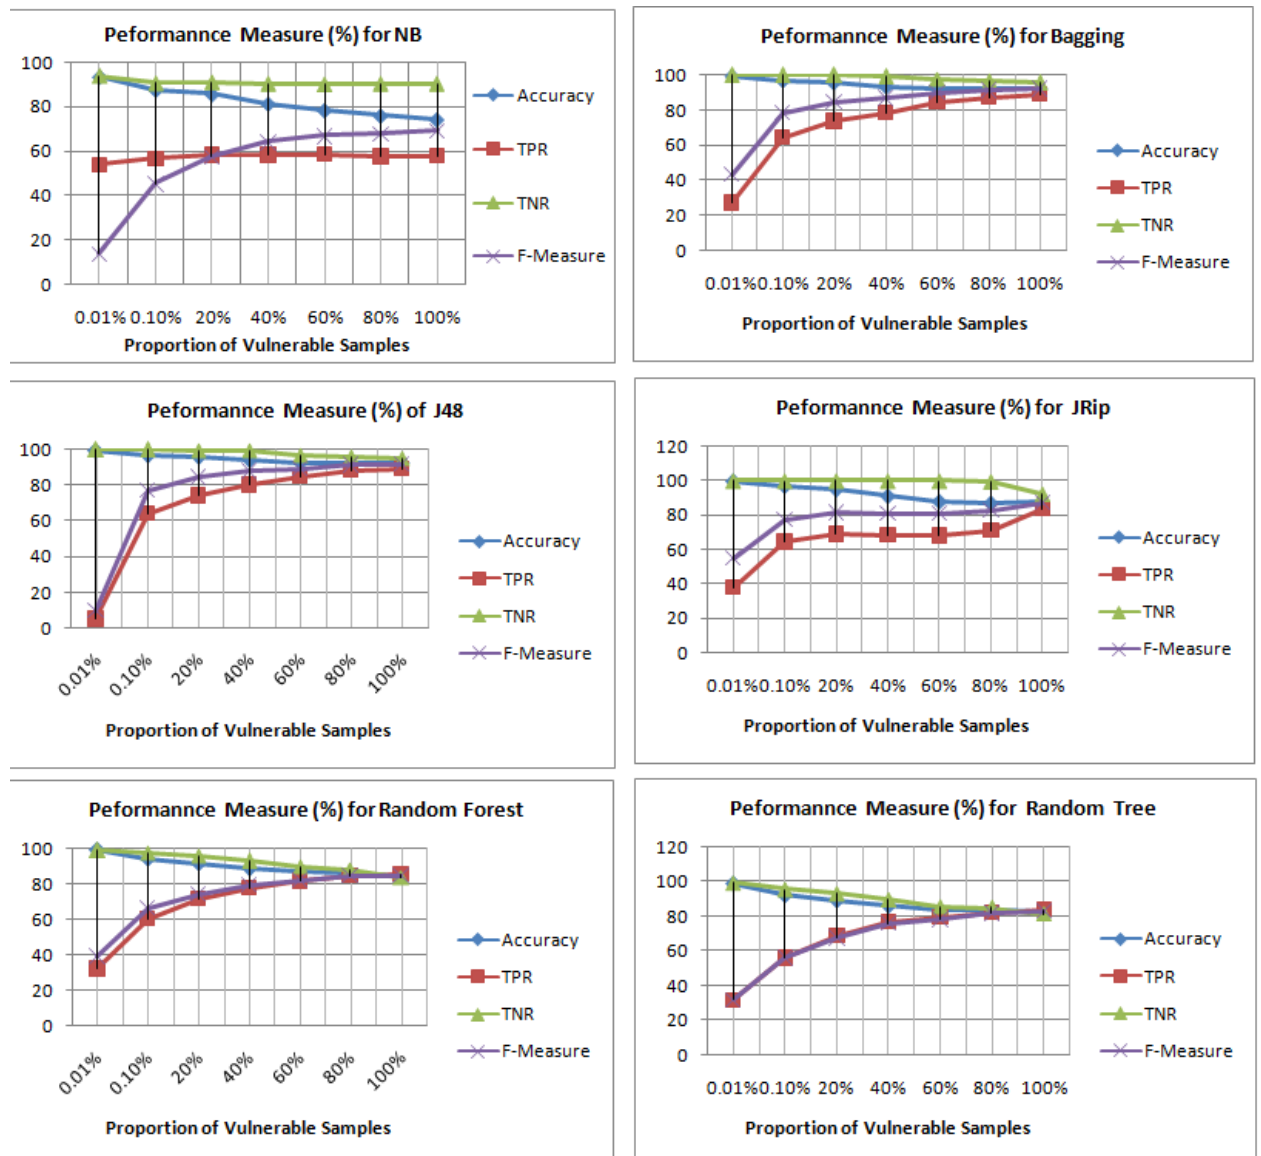 Peformannce Measure (%) for NB
100
80
60
40
20
0
0.01% 0.10% 20% 40% 60% 80% 100%
Proportion of Vulnerable Samples
Accuracy
TPR
TNR
F-Measure
Peformannce Measure (%) for Bagging
100
80
60
40
20
0
0.01% 0.10% 20% 40% 60% 80% 100%
Proportion of Vulnerable Samples
Accuracy
TPR
TNR
F-Measure
Peformannce Measure (%) of J48
100
80
60
40
20
0
0.01% 0.10% 20% 40% 60% 80% 100%
Proportion of Vulnerable Samples
Accuracy
TPR
TNR
F-Measure
Peformannce Measure (%) for JRip
120
100
80
60
40
20
0
0.01% 0.10% 20% 40% 60% 80% 100%
Proportion of Vulnerable Samples
Accuracy
TPR
TNR
F-Measure
Peformannce Measure (%) for Random Forest
100
80
60
40
20
0
0.01% 0.10% 20% 40% 60% 80% 100%
Proportion of Vulnerable Samples
Accuracy
TPR
TNR
F-Measure
Peformannce Measure (%) for Random Tree
120
100
80
60
40
20
0
0.01% 0.10% 20% 40% 60% 80% 100%
Proportion of Vulnerable Samples
Accuracy
TPR
TNR
F-Measure